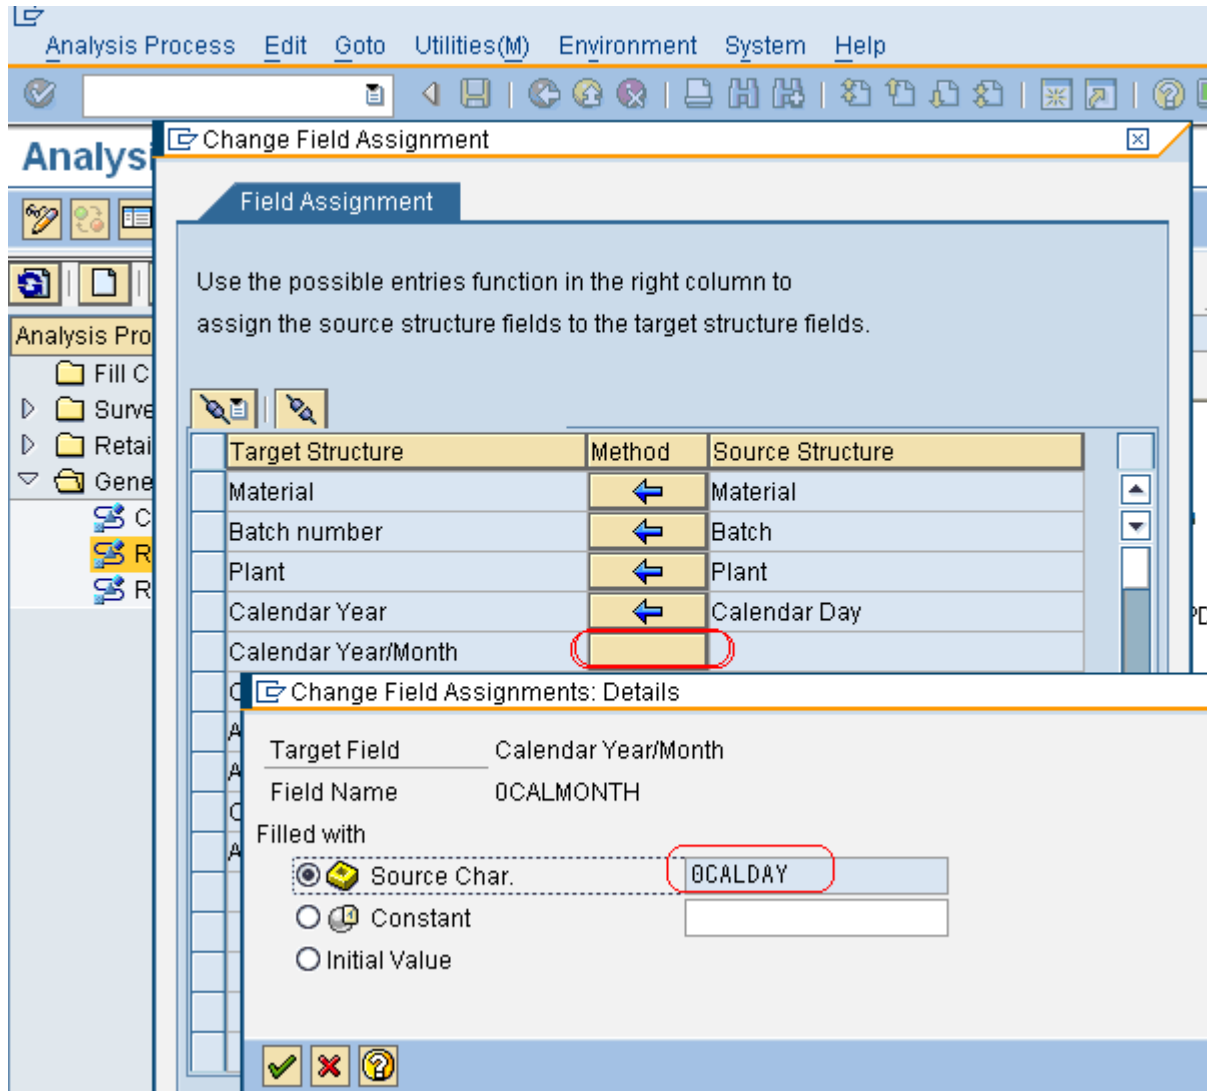 Analysis Process Edit Goto Utilities(M) Environment System Help
Change Field Assignment
Field Assignment
Use the possible entries function in the right column to
assign the source structure fields to the target structure fields.
Analysis Pro
Fill C
Surve
Retai
Gene
C
R
R
Target Structure Method Source Structure
Material Material
Batch number Batch
Plant Plant
Calendar Year Calendar Day
Calendar Year/Month
Change Field Assignments: Details
Target Field Calendar Year/Month
Field Name 0CALMONTH
Filled with
Source Char. 0CALDAY
Constant
Initial Value